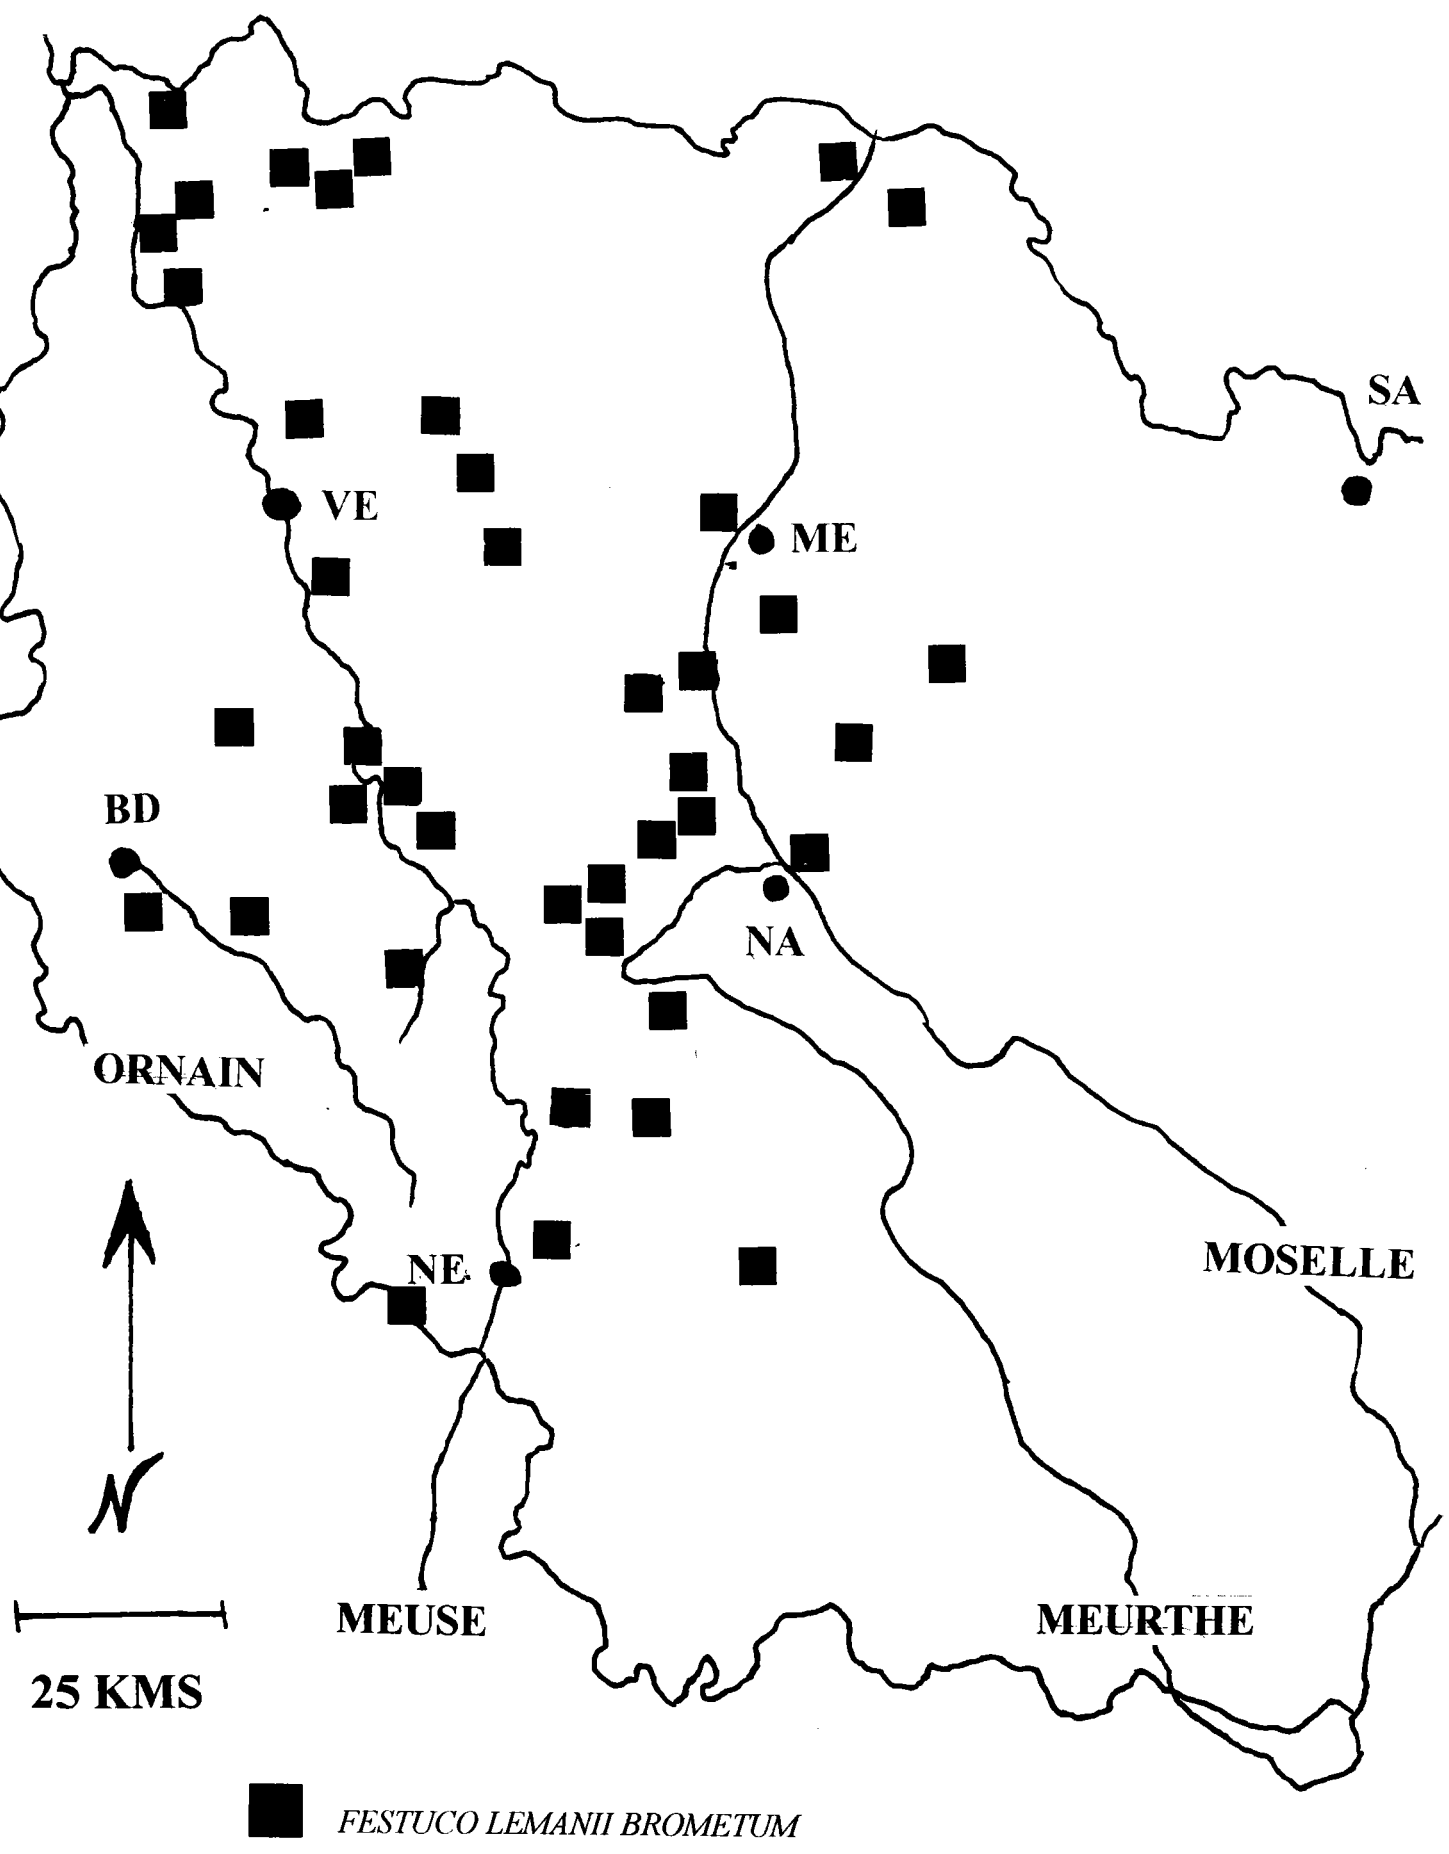 SA
VE
ME
BD
NA
ORNAIN
NE
MOSELLE
N
MEUSE
MEURTHE
25 KMS
FESTUCO LEMANII BROMETUM